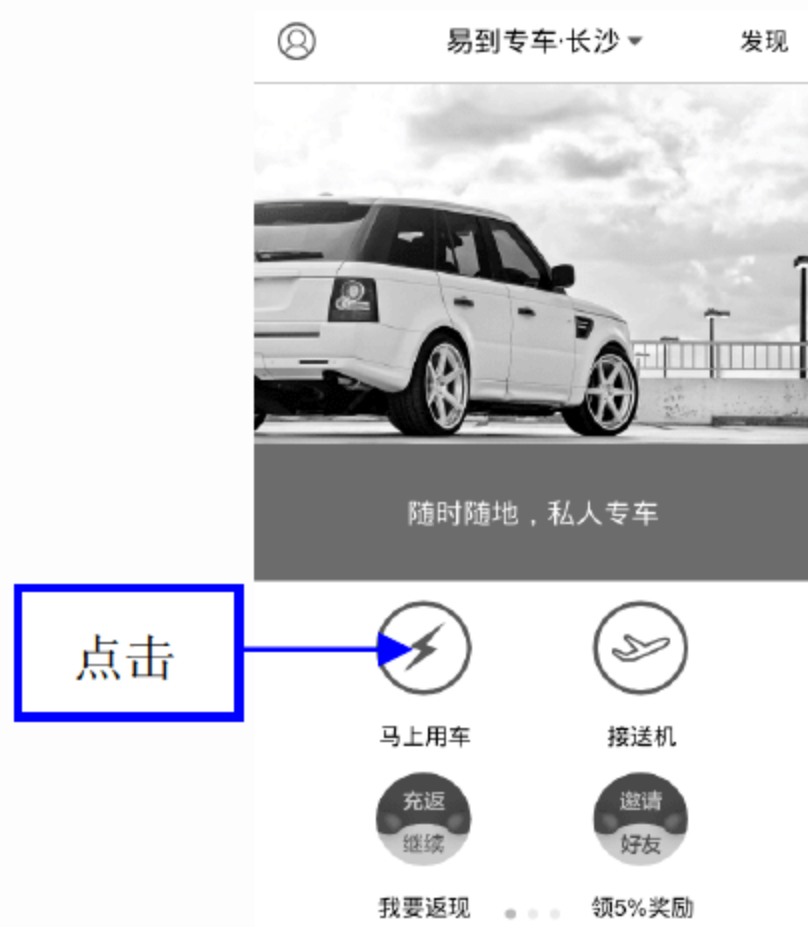 易到专车·长沙
发现
随时随地，私人专车
点击
马上用车
接送机
充返
继续
邀请
好友
我要返现
领5%奖励